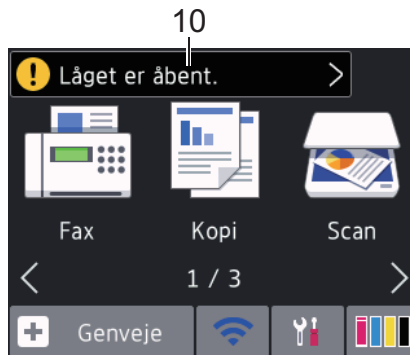 10
Låget er åbent.
Fax Kopi Scan
1 / 3
Genveje